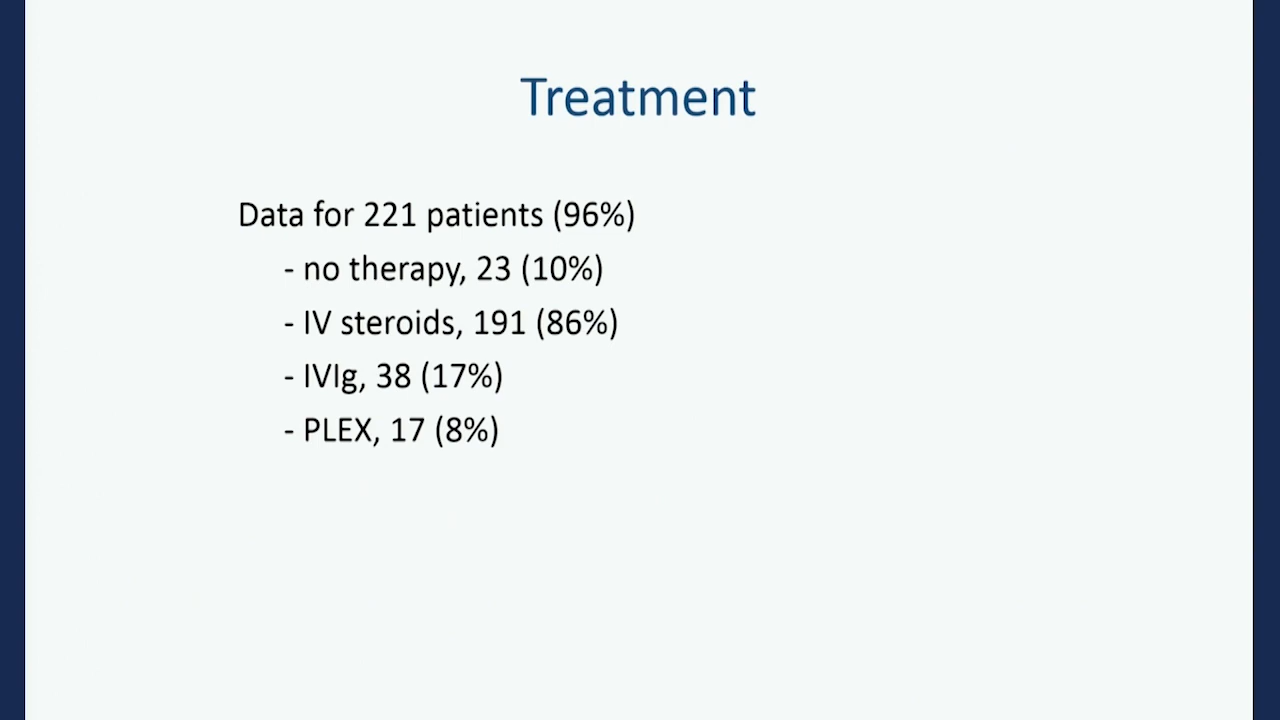 Treatment
Data for 221 patients (96%)
- no therapy, 23 (10%)
- IV steroids, 191 (86%)
- IVIg, 38 (17%)
- PLEX, 17 (8%)